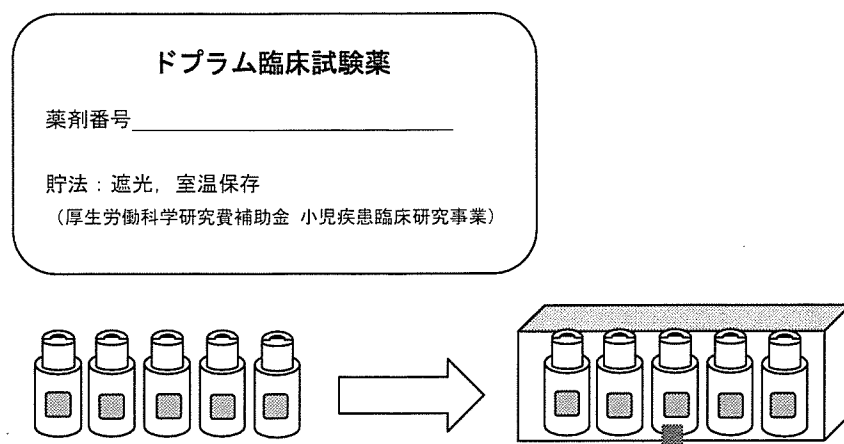 ドプラム臨床試験薬
薬剤番号
貯法：遮光，室温保存
（厚生労働科学研究費補助金 小児疾患臨床研究事業）